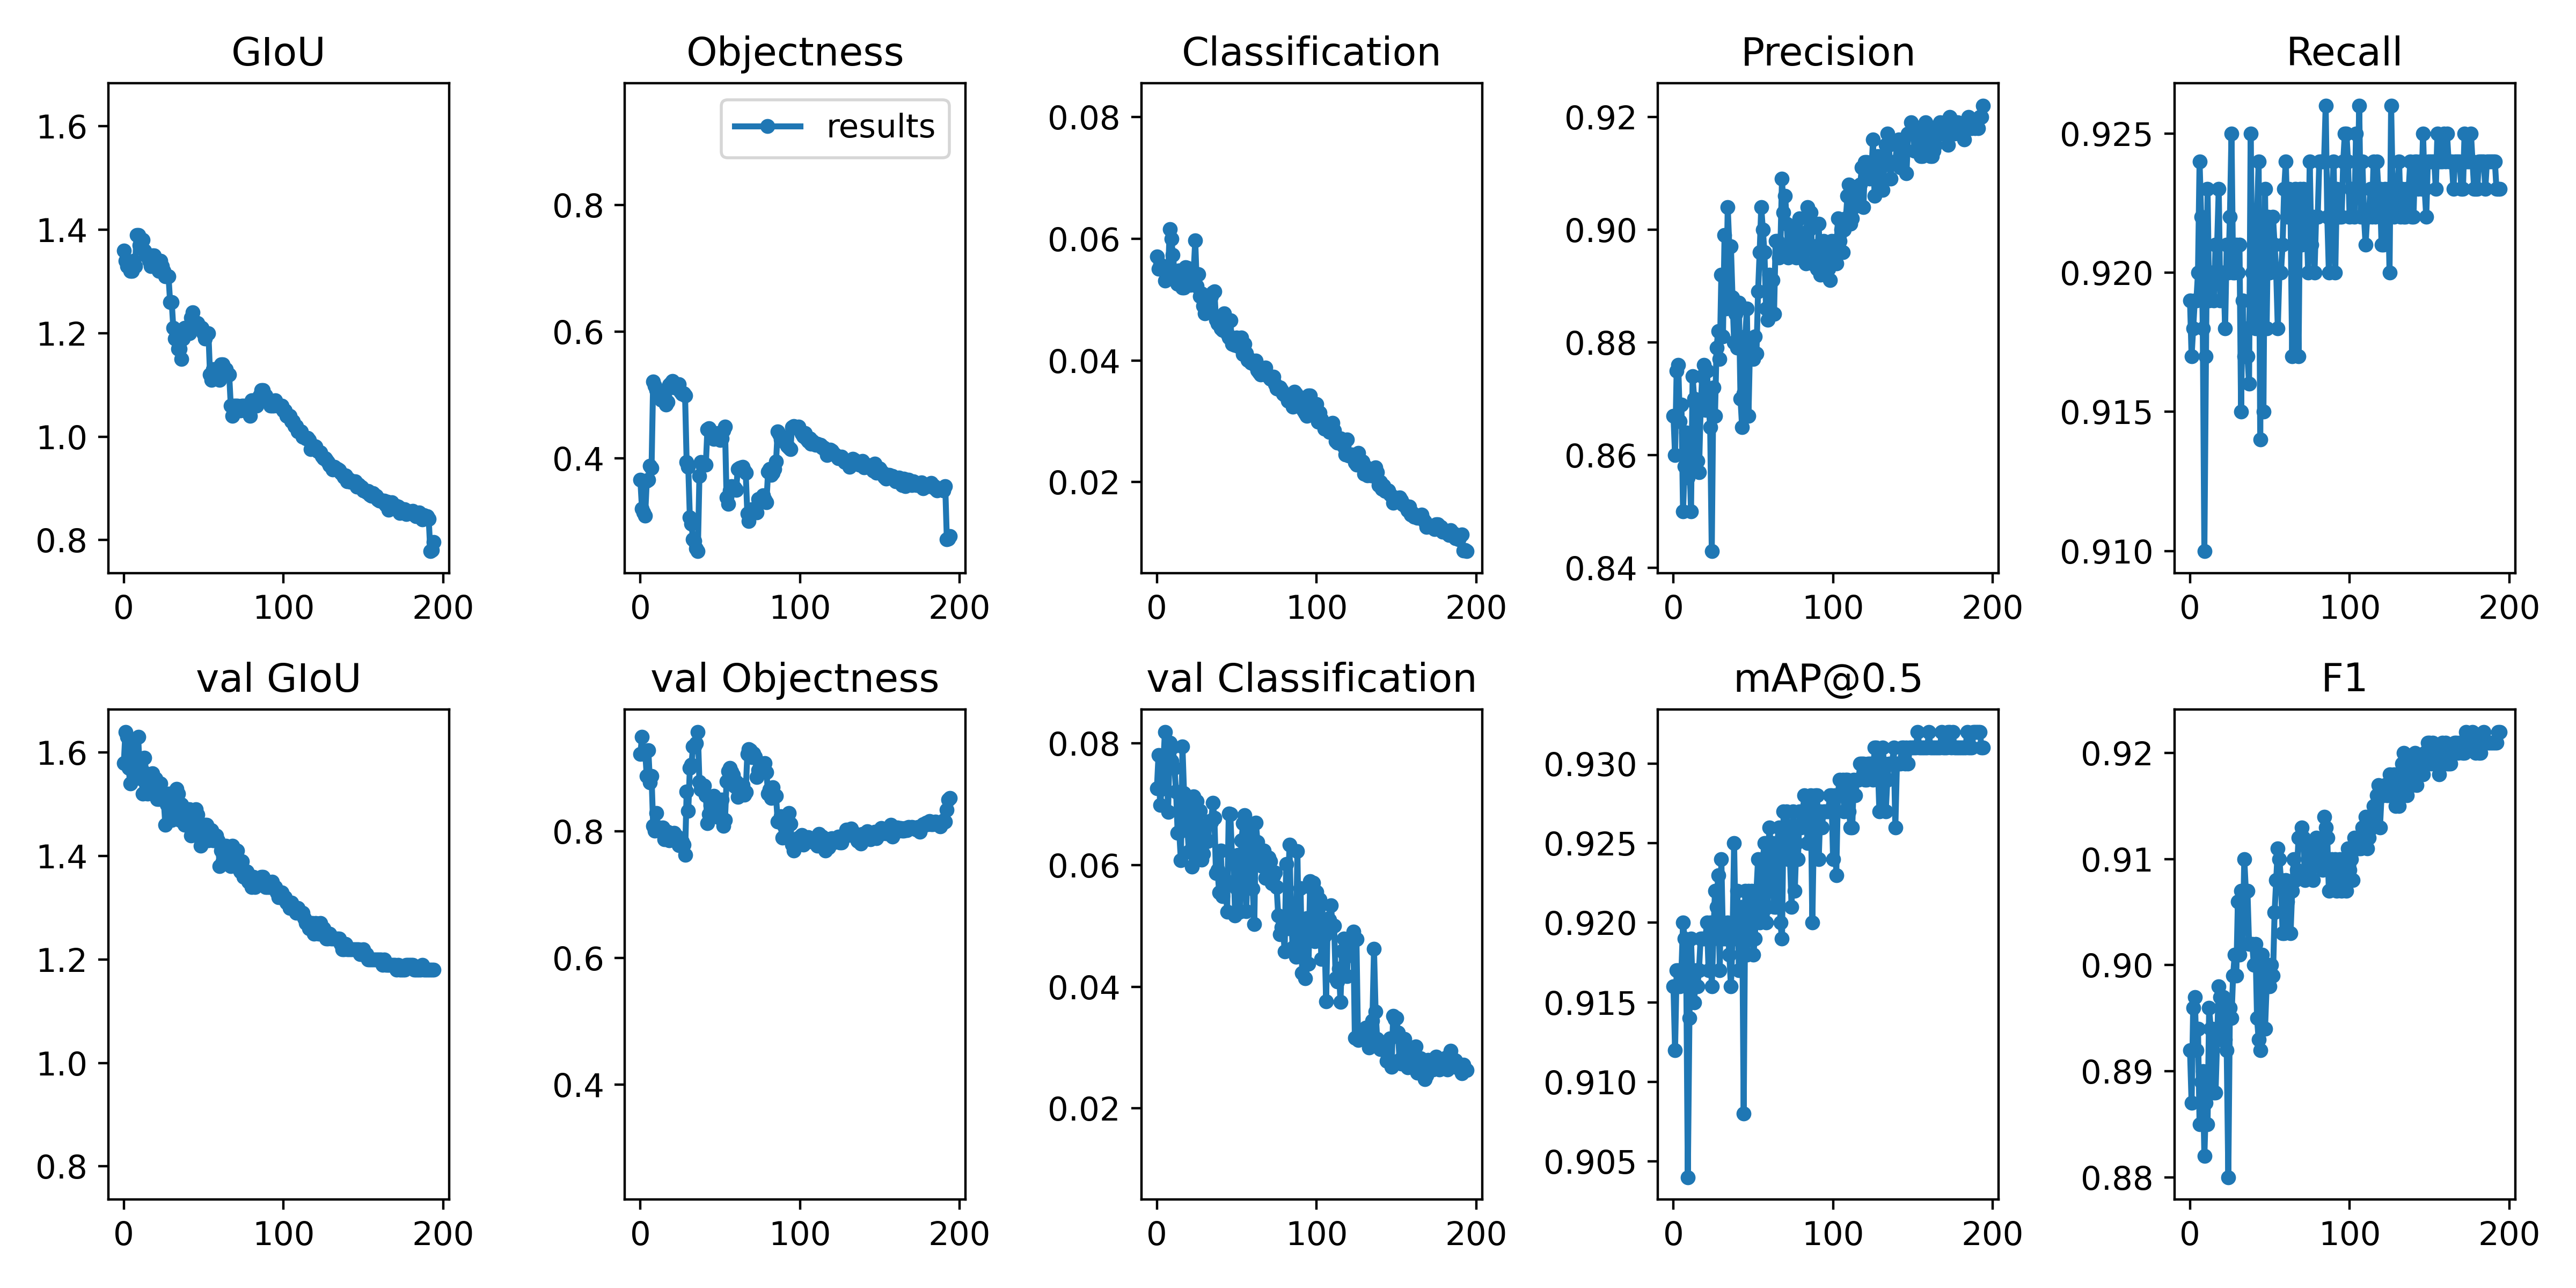 GIoU
1.6
1.4
1.2
1.0
0.8
0 100 200
Objectness
results
0.8
0.6
0.4
0 100 200
Classification
0.08
0.06
0.04
0.02
0 100 200
Precision
0.92
0.90
0.88
0.86
0.84
0 100 200
Recall
0.925
0.920
0.915
0.910
0 100 200
val GIoU
1.6
1.4
1.2
1.0
0.8
0 100 200
val Objectness
0.8
0.6
0.4
0 100 200
val Classification
0.08
0.06
0.04
0.02
0 100 200
mAP@0.5
0.930
0.925
0.920
0.915
0.910
0.905
0 100 200
F1
0.92
0.91
0.90
0.89
0.88
0 100 200